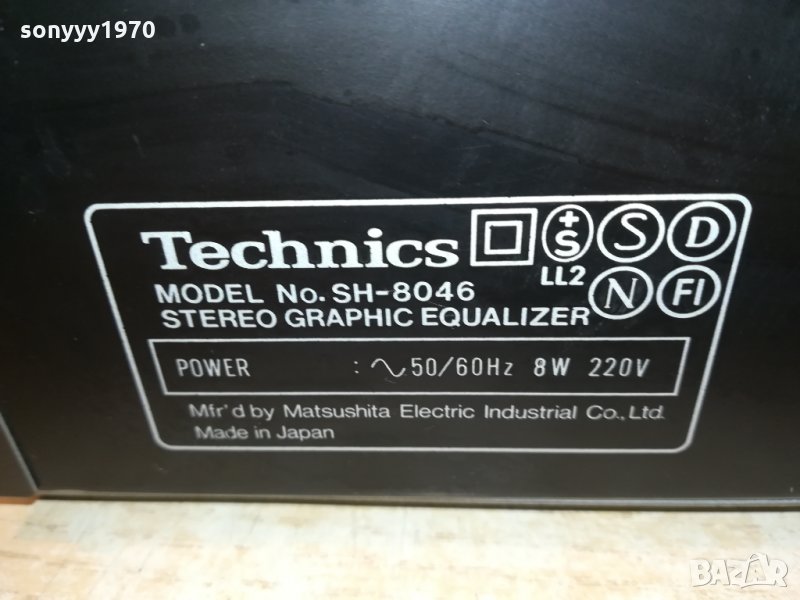 sonyyy1970
Technics
+
S
S
D
LL2
N
FI
MODEL No. SH-8046
STEREO GRAPHIC EQUALIZER
POWER : 50/60Hz 8W 220V
Mfr'd by Matsushita Electric Industrial Co., Ltd.
Made in Japan
BAZAR